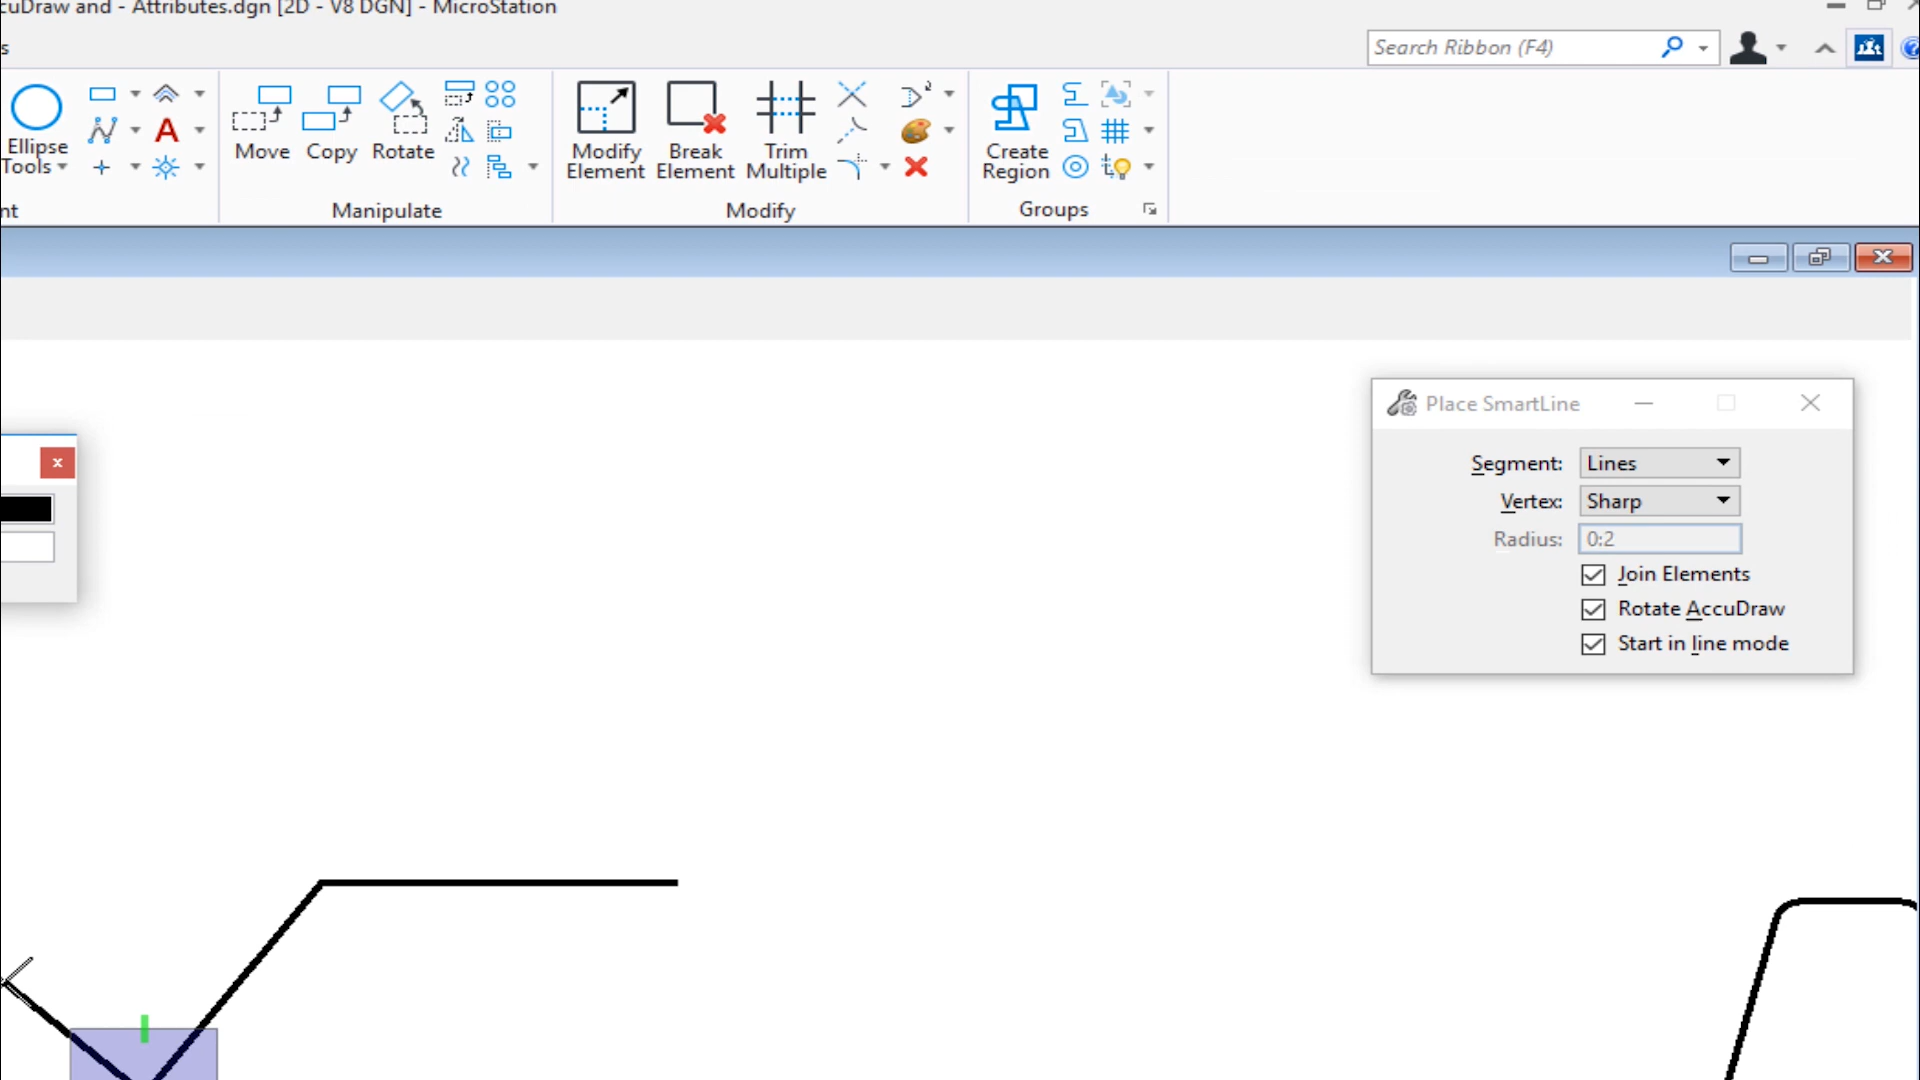 cuDraw and - Attributes.dgn [2D - V8 DGN] - MicroStation
s
Search Ribbon (F4)
Ellipse
Tools
A
Move
Copy
Rotate
Modify
Element
Break
Element
Trim
Multiple
2
Create
Region
nt
Manipulate
Modify
Groups
Place SmartLine
Segment: Lines
Vertex: Sharp
Radius: 0:2
Join Elements
Rotate AccuDraw
Start in line mode